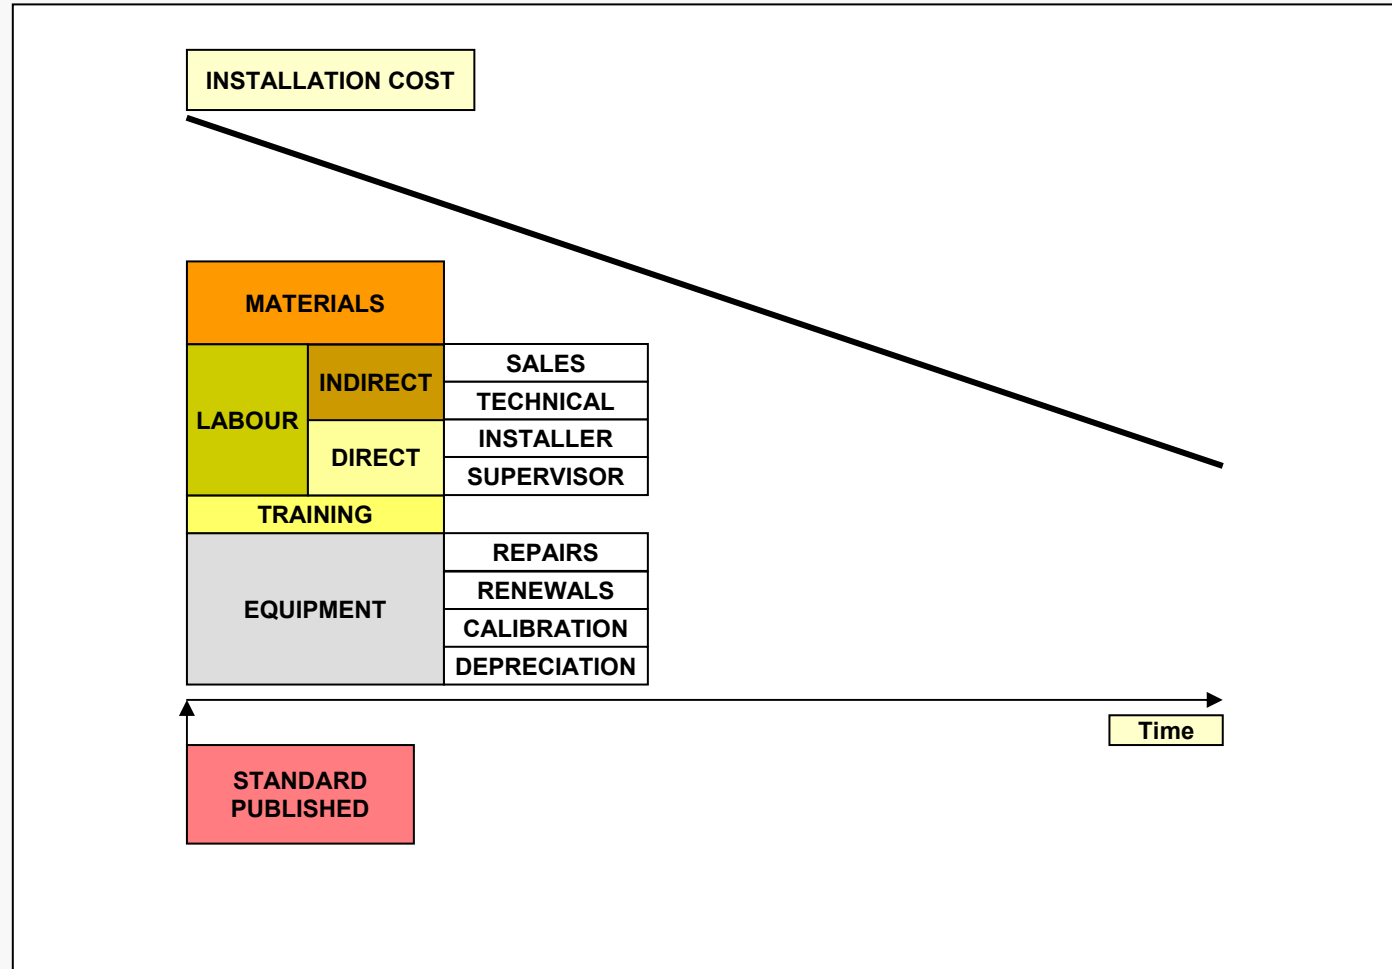 INSTALLATION COST
MATERIALS
LABOUR
INDIRECT
DIRECT
SALES
TECHNICAL
INSTALLER
SUPERVISOR
TRAINING
EQUIPMENT
REPAIRS
RENEWALS
CALIBRATION
DEPRECIATION
Time
STANDARD
PUBLISHED